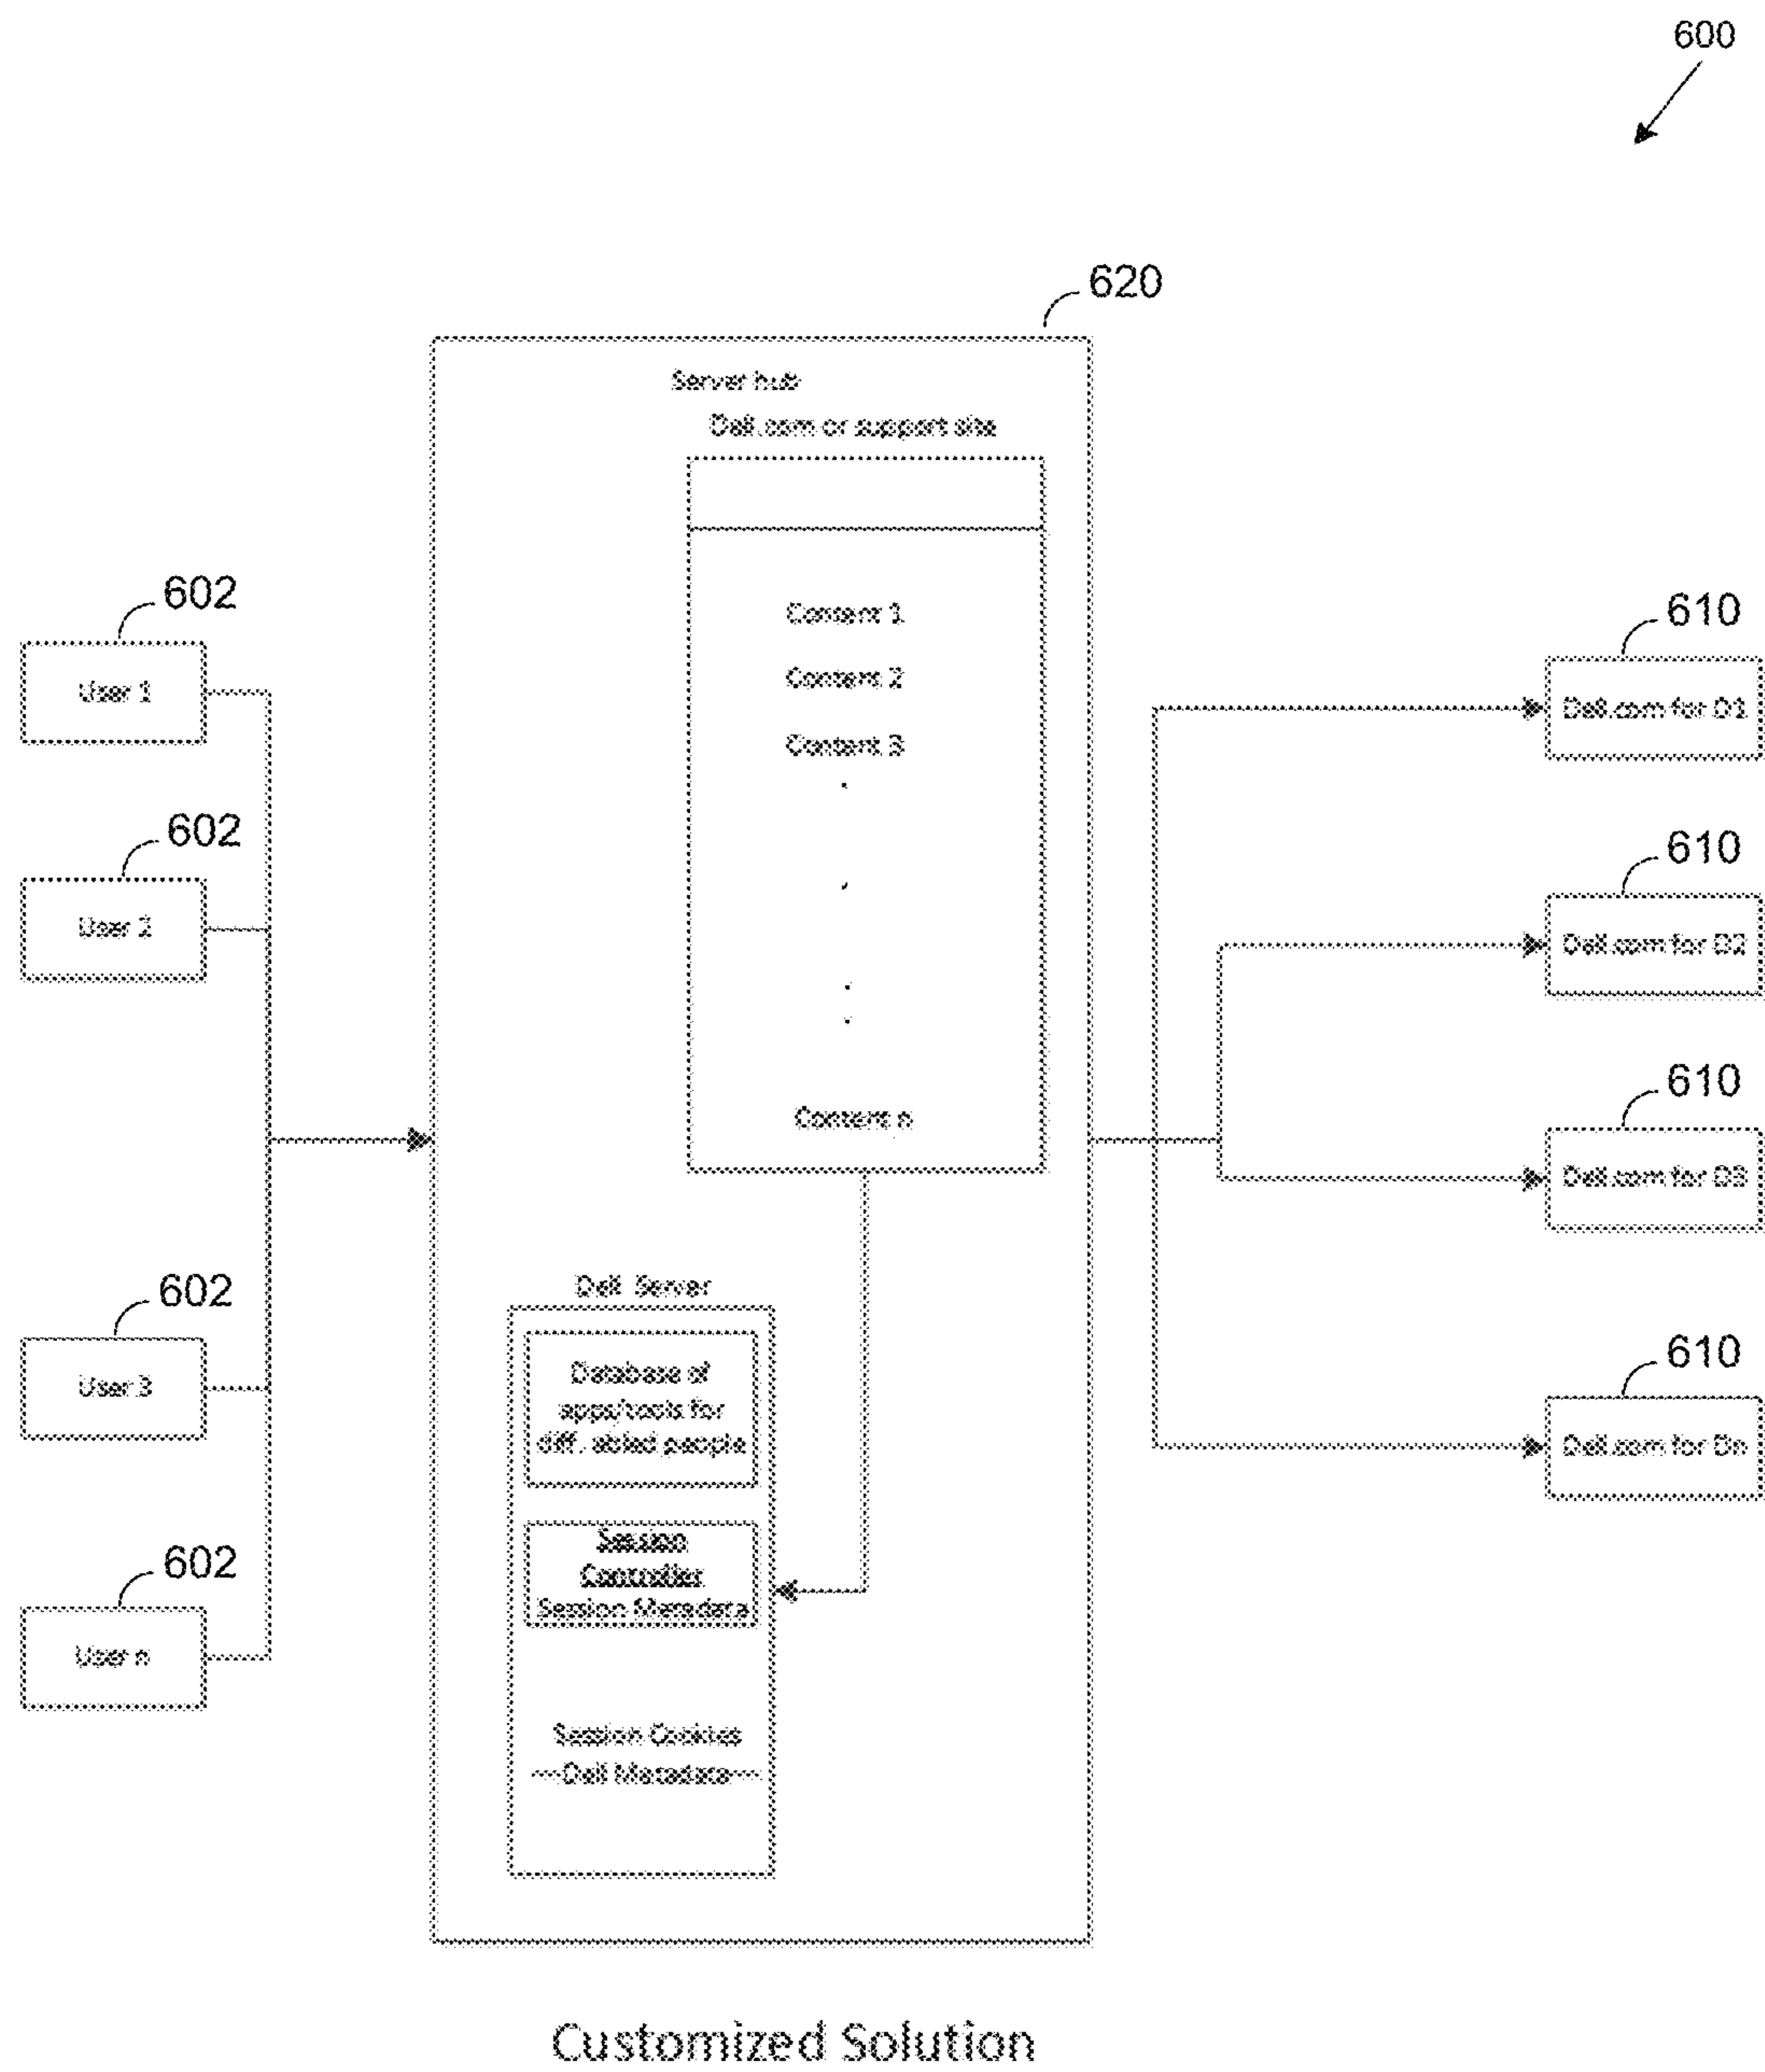 600
620
Server hub
Dell.com or support site
Content 1
Content 2
Content 3
Content n
602
User 1
602
User 2
602
User 3
602
User n
Dell Server
Database of
apps/tools for
diff. abled people
Session
Controller
Session Metadata
Session Cookies
Dell Metadata
610
Dell.com for D1
610
Dell.com for D2
610
Dell.com for D3
610
Dell.com for Dn
Customized Solution